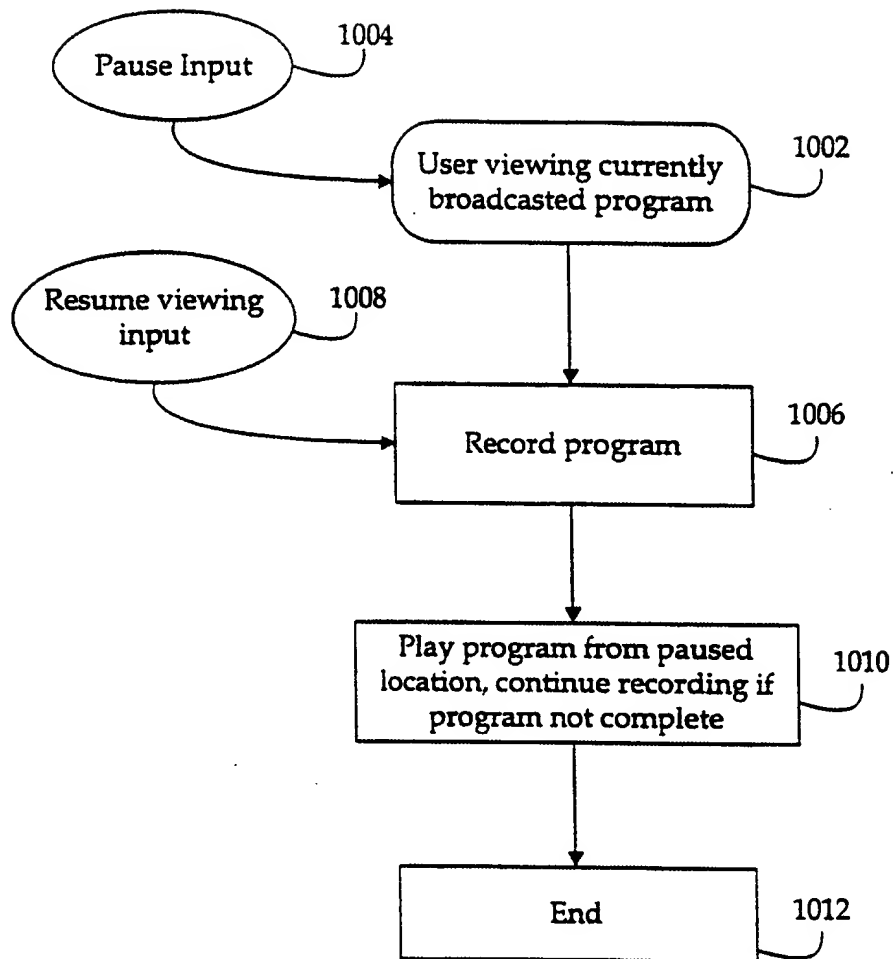 1004
Pause Input
1002
User viewing currently
broadcasted program
1008
Resume viewing
input
1006
Record program
1010
Play program from paused
location, continue recording if
program not complete
1012
End